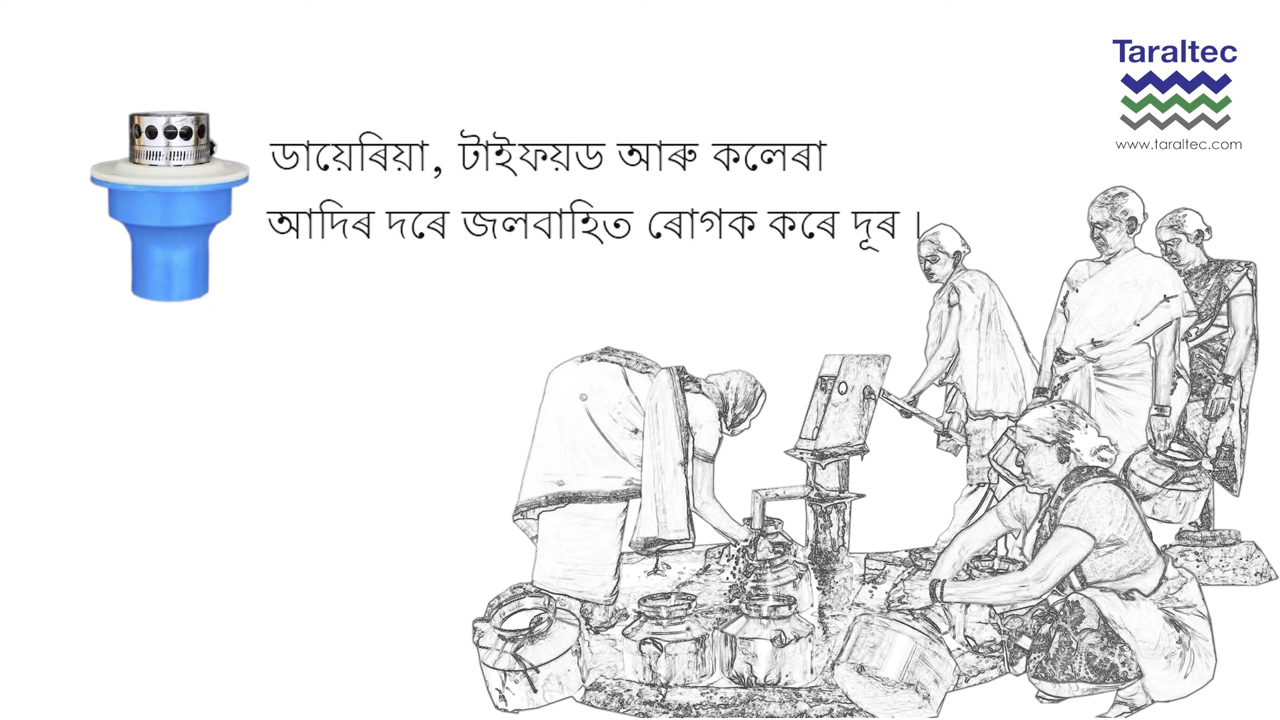 Taraltec
www.taraltec.com
ডায়েৰিয়া, টাইফয়ড আৰু কলেৰা
আদিৰ দৰে জলবাহিত ৰোগক কৰে দূৰ ।